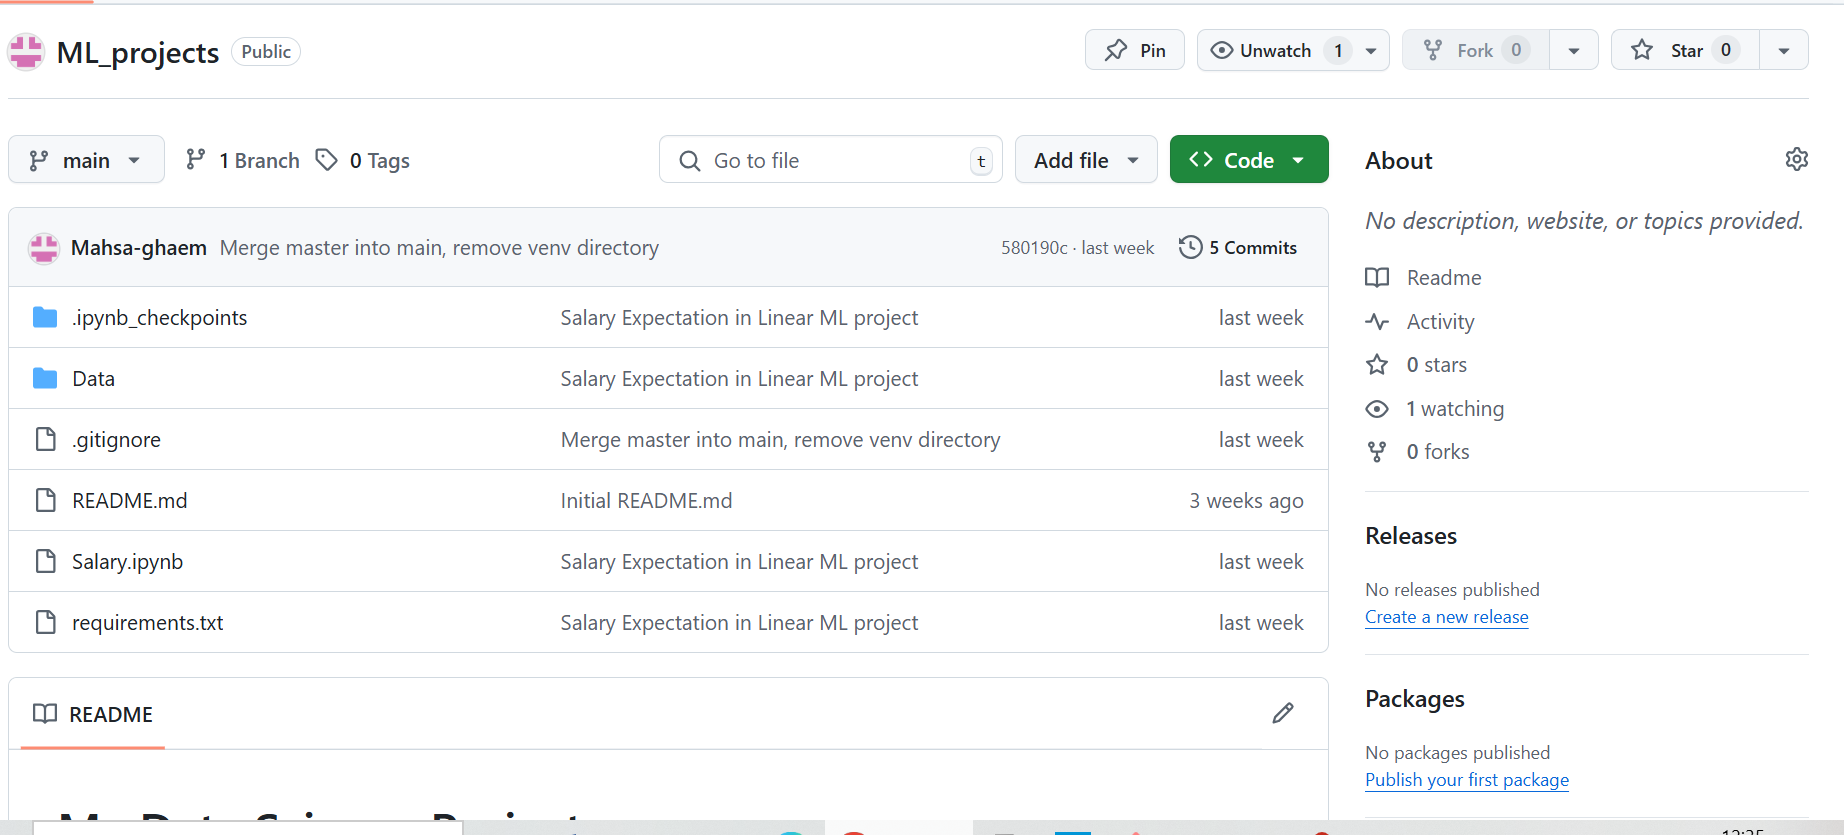 ML_projects Public Pin Unwatch 1 Fork 0 Star 0
main 1 Branch 0 Tags Go to file t Add file Code
Mahsa-ghaem Merge master into main, remove venv directory 580190c · last week 5 Commits
.ipynb_checkpoints Salary Expectation in Linear ML project last week
Data Salary Expectation in Linear ML project last week
.gitignore Merge master into main, remove venv directory last week
README.md Initial README.md 3 weeks ago
Salary.ipynb Salary Expectation in Linear ML project last week
requirements.txt Salary Expectation in Linear ML project last week
README
About
No description, website, or topics provided.
Readme
Activity
0 stars
1 watching
0 forks
Releases
No releases published
Create a new release
Packages
No packages published
Publish your first package